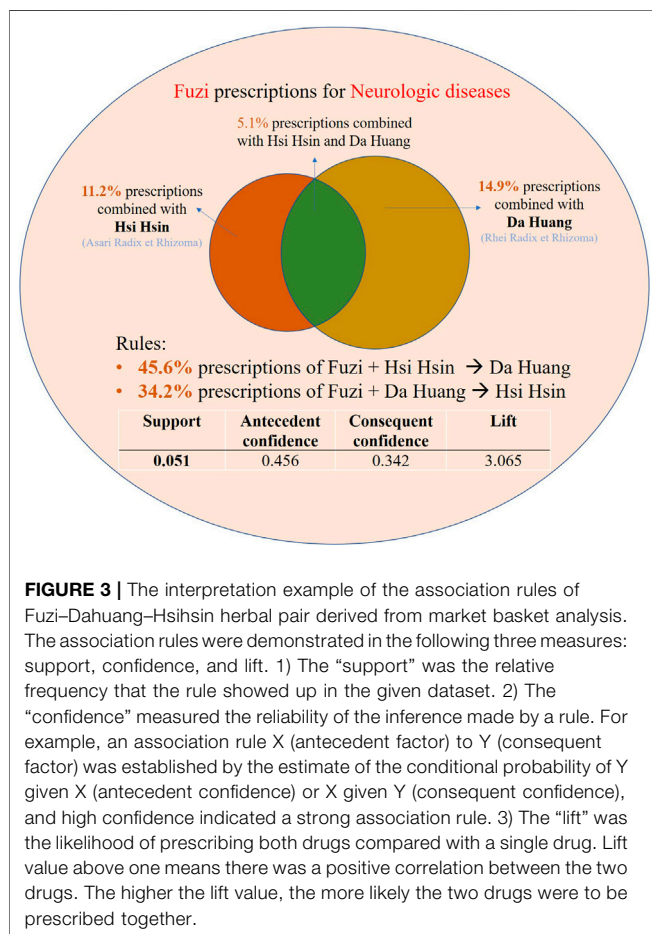 Fuzi prescriptions for Neurologic diseases
5.1% prescriptions combined
with Hsi Hsin and Da Huang
11.2% prescriptions
combined with
Hsi Hsin
(Asari Radix et Rhizoma)
14.9% prescriptions
combined with
Da Huang
(Rhei Radix et Rhizoma)
Rules:
• 45.6% prescriptions of Fuzi + Hsi Hsin → Da Huang
• 34.2% prescriptions of Fuzi + Da Huang → Hsi Hsin
Support Antecedent confidence Consequent confidence Lift
0.051 0.456 0.342 3.065
FIGURE 3 | The interpretation example of the association rules of
Fuzi–Dahuang–Hsihsin herbal pair derived from market basket analysis.
The association rules were demonstrated in the following three measures:
support, confidence, and lift. 1) The “support” was the relative
frequency that the rule showed up in the given dataset. 2) The
“confidence” measured the reliability of the inference made by a rule. For
example, an association rule X (antecedent factor) to Y (consequent
factor) was established by the estimate of the conditional probability of Y
given X (antecedent confidence) or X given Y (consequent confidence),
and high confidence indicated a strong association rule. 3) The “lift” was
the likelihood of prescribing both drugs compared with a single drug. Lift
value above one means there was a positive correlation between the two
drugs. The higher the lift value, the more likely the two drugs were to be
prescribed together.